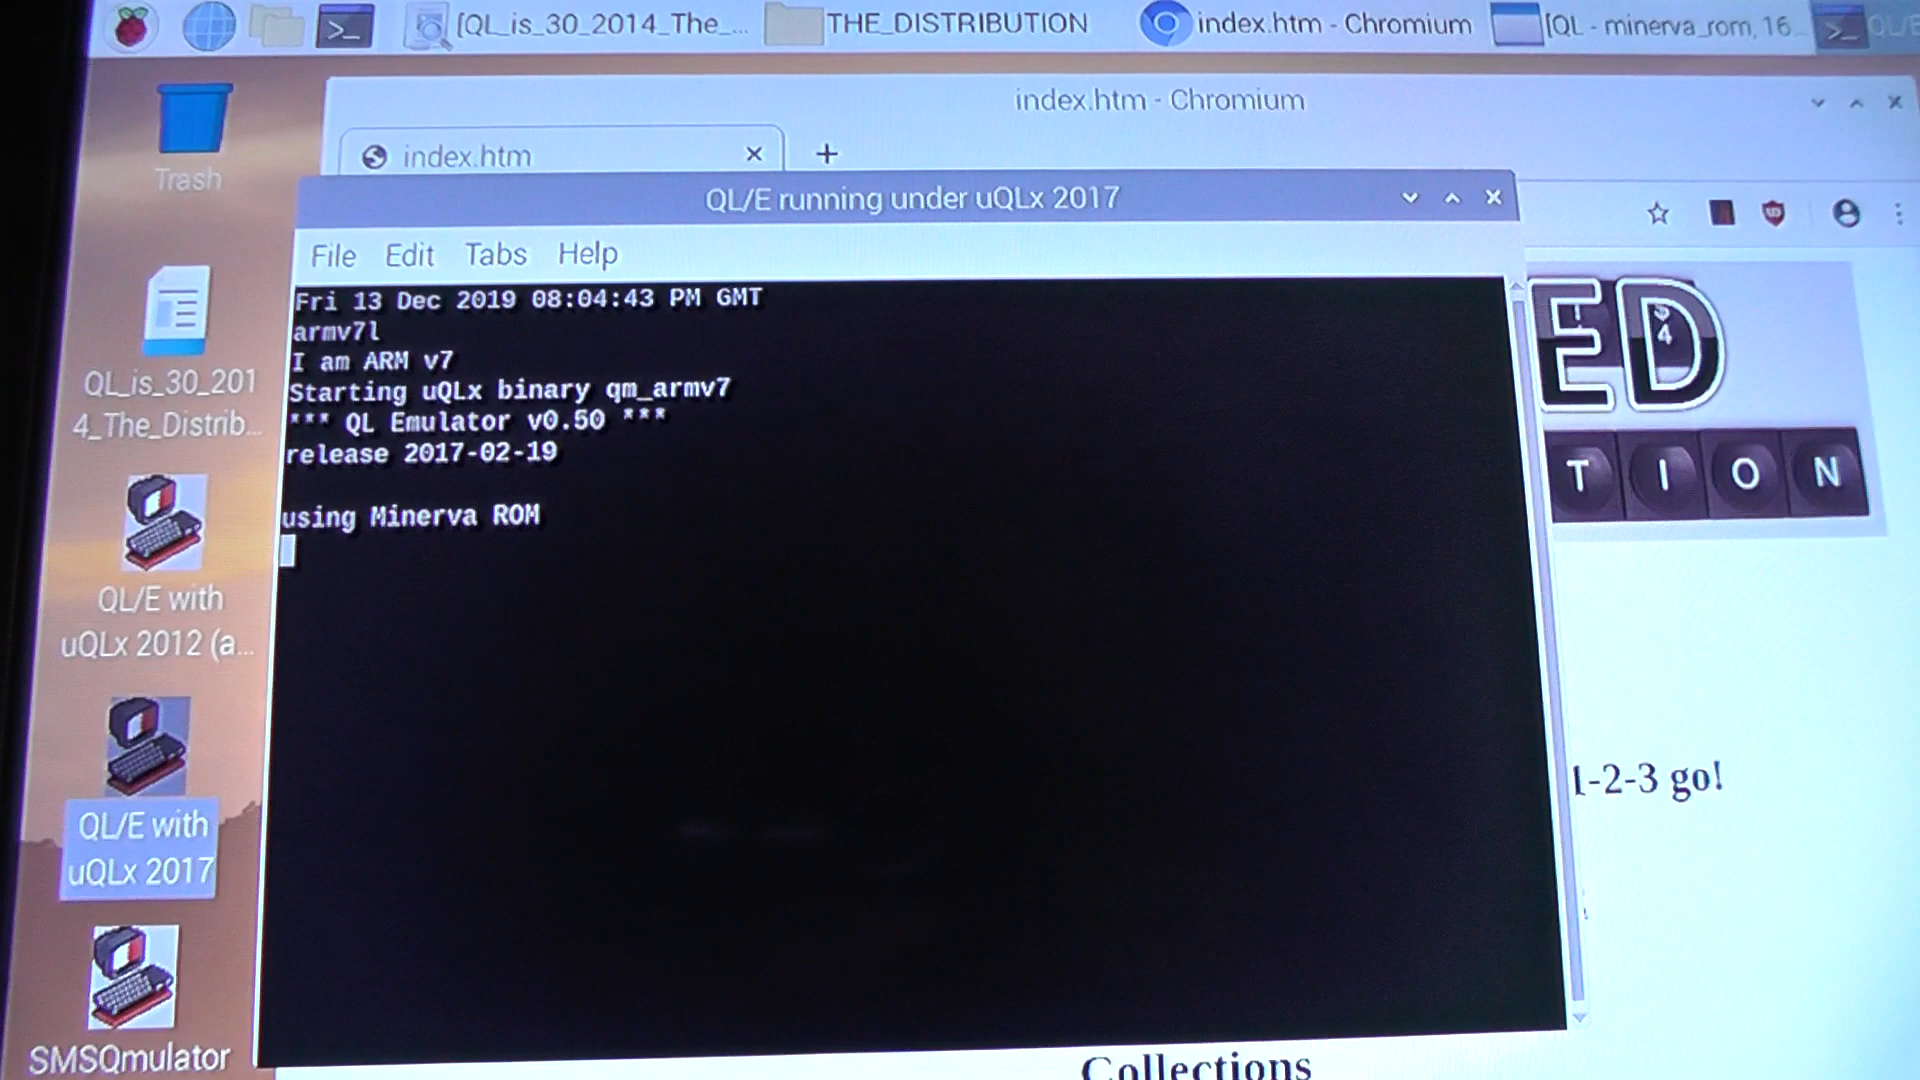 [QL_is_30_2014_The_...
THE_DISTRIBUTION
index.htm - Chromium
[QL - minerva_rom, 16...
QL/E
index.htm - Chromium
index.htm
QL/E running under uQLx 2017
File Edit Tabs Help
Fri 13 Dec 2019 08:04:43 PM GMT
armv7l
I am ARM v7
Starting uQLx binary qm_armv7
*** QL Emulator v0.50 ***
release 2017-02-19
using Minerva ROM
Trash
QL_is_30_201
4_The_Distrib...
QL/E with
uQLx 2012 (a...
QL/E with
uQLx 2017
SMSQmulator
ED
TION
1-2-3 go!
Collections